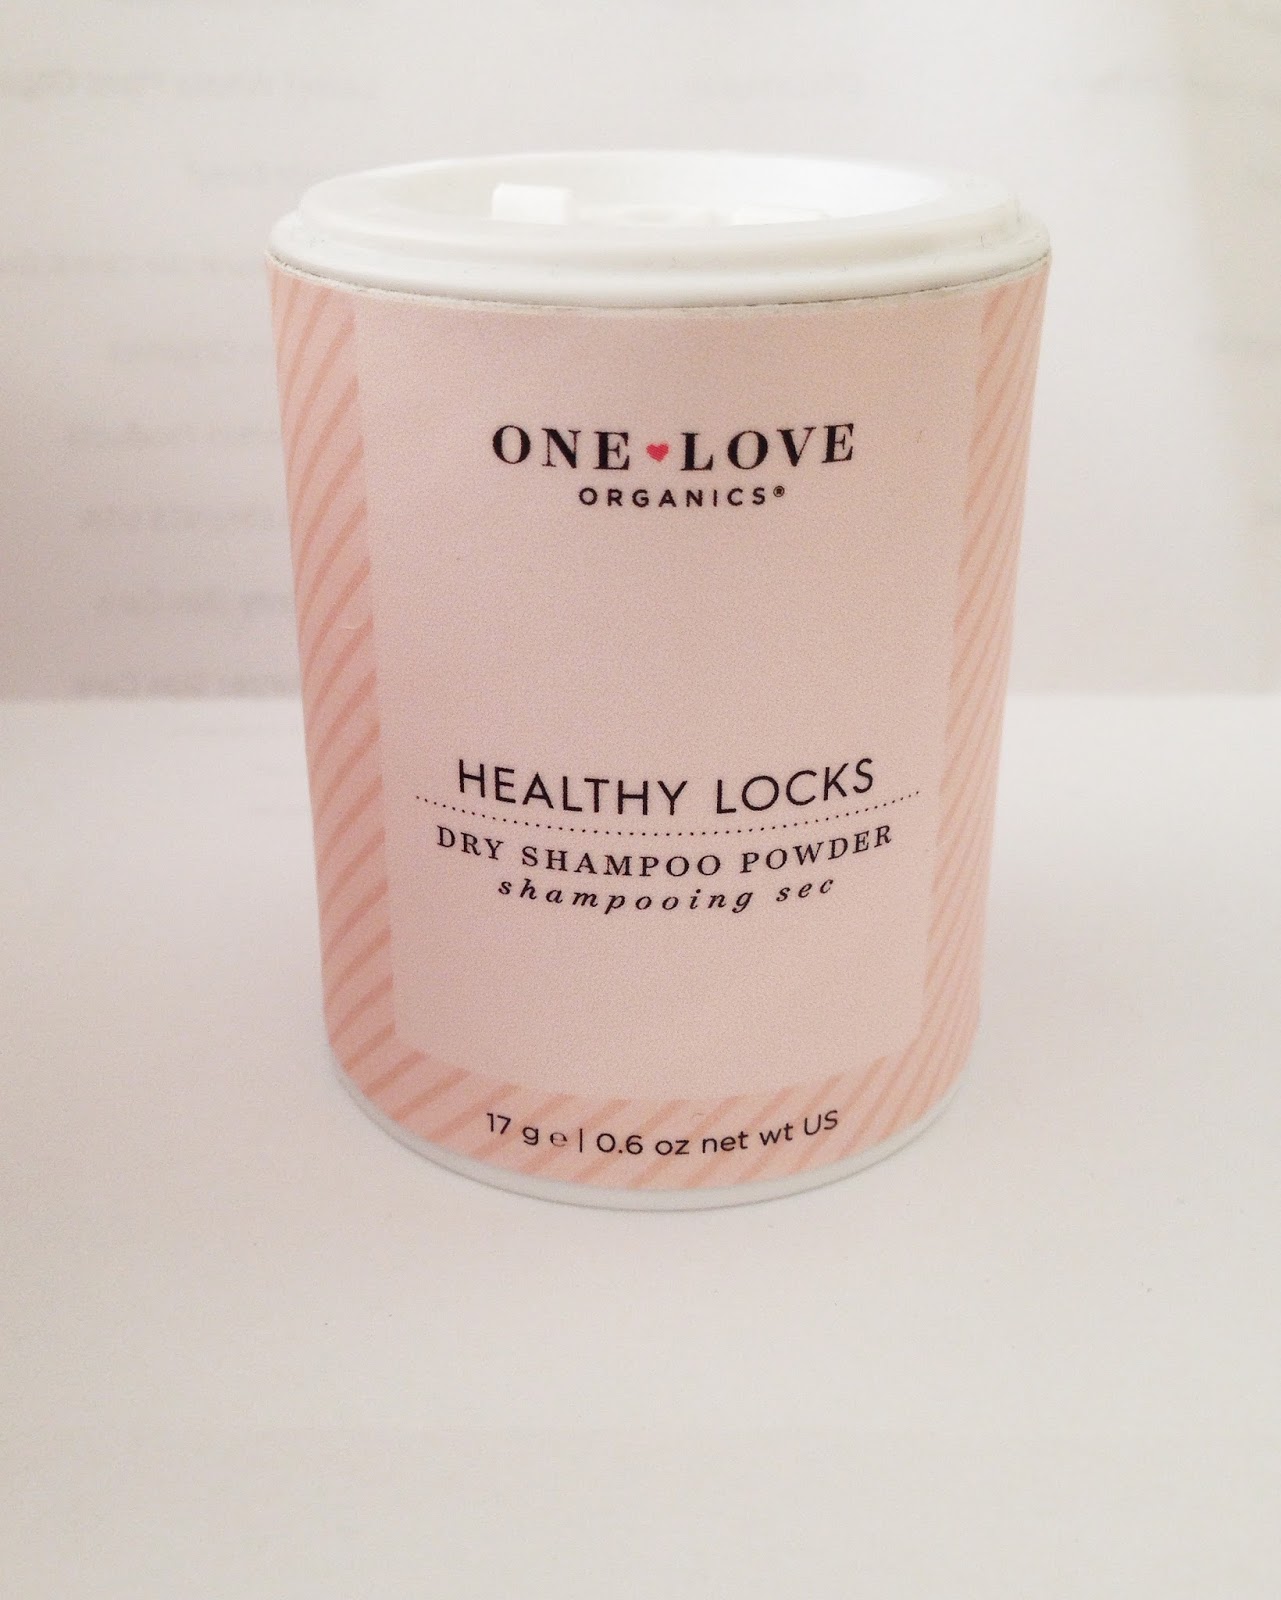 ONE LOVE
ORGANICS®
HEALTHY LOCKS
DRY SHAMPOO POWDER
shampooing sec
17 g ℮ | 0.6 oz net wt US